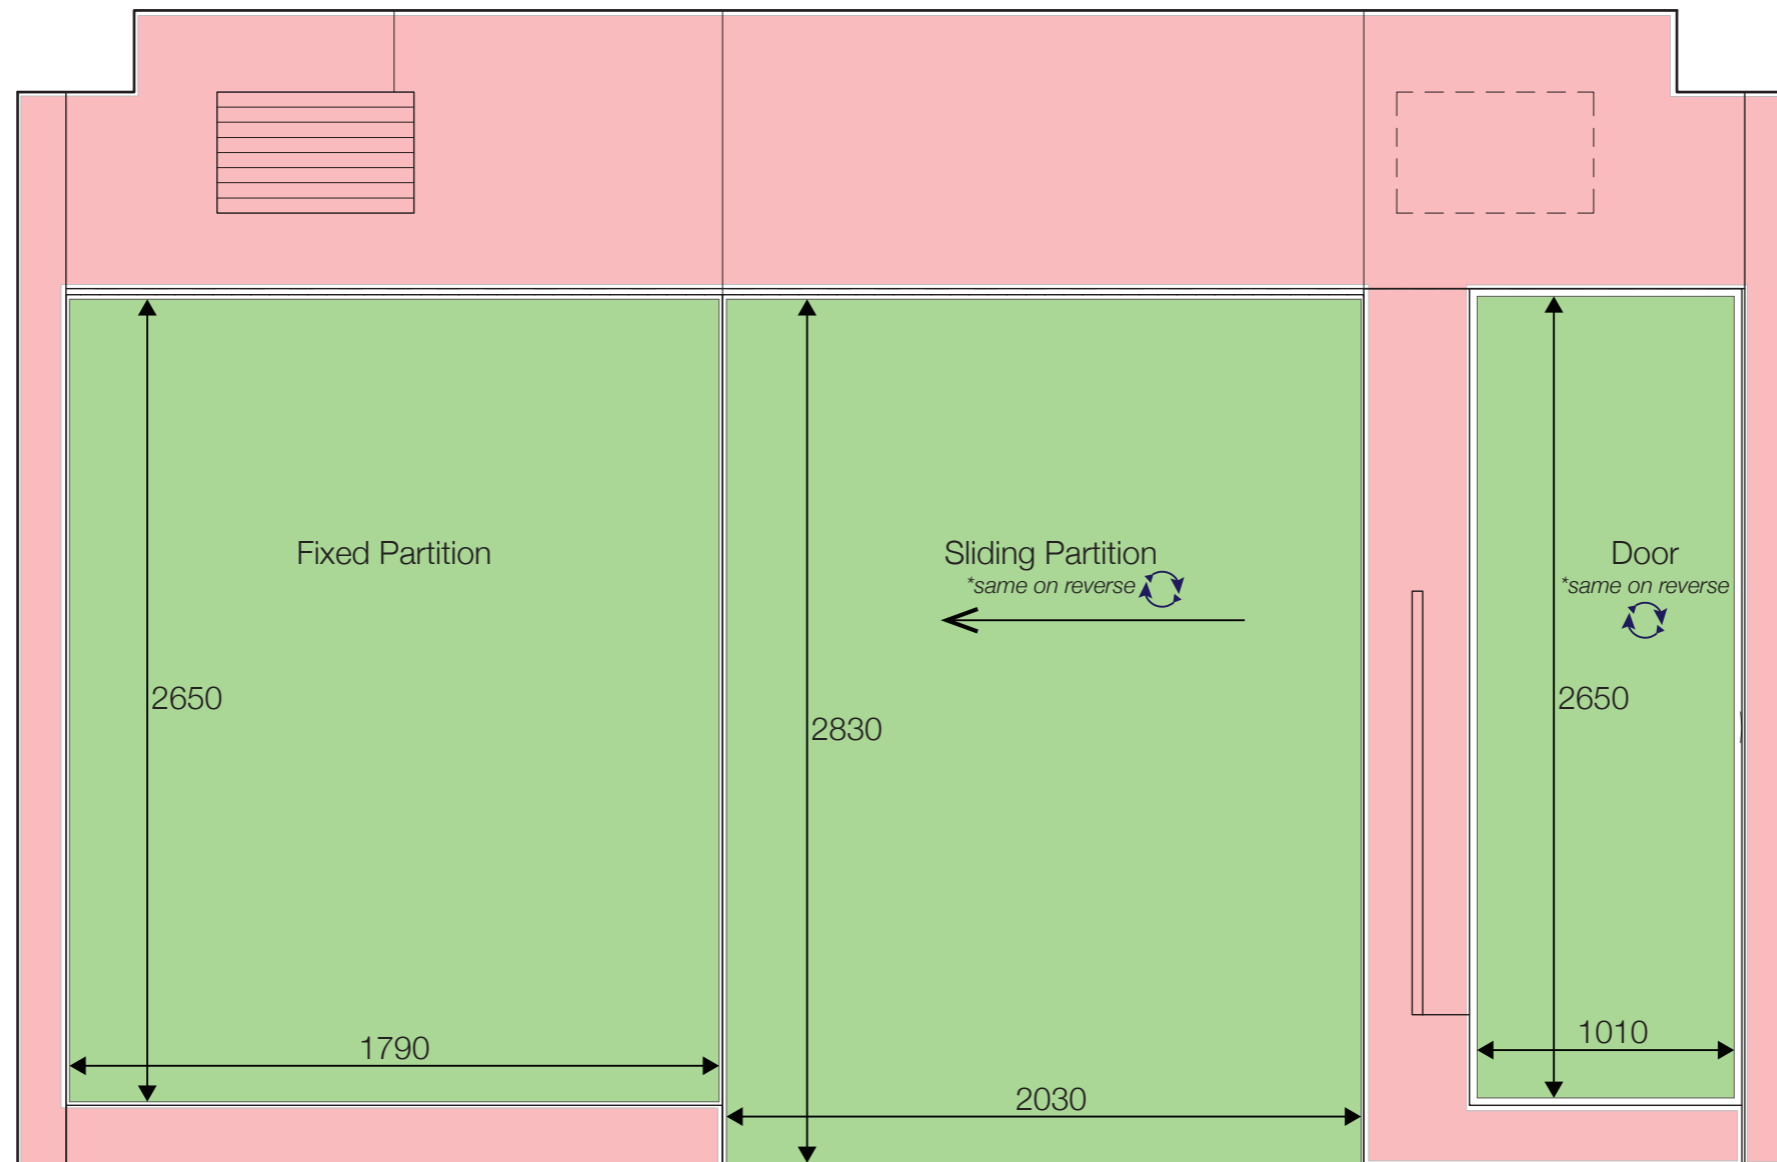 Fixed Partition
Sliding Partition
*same on reverse
Door
*same on reverse
2650
2830
2650
1790
2030
1010